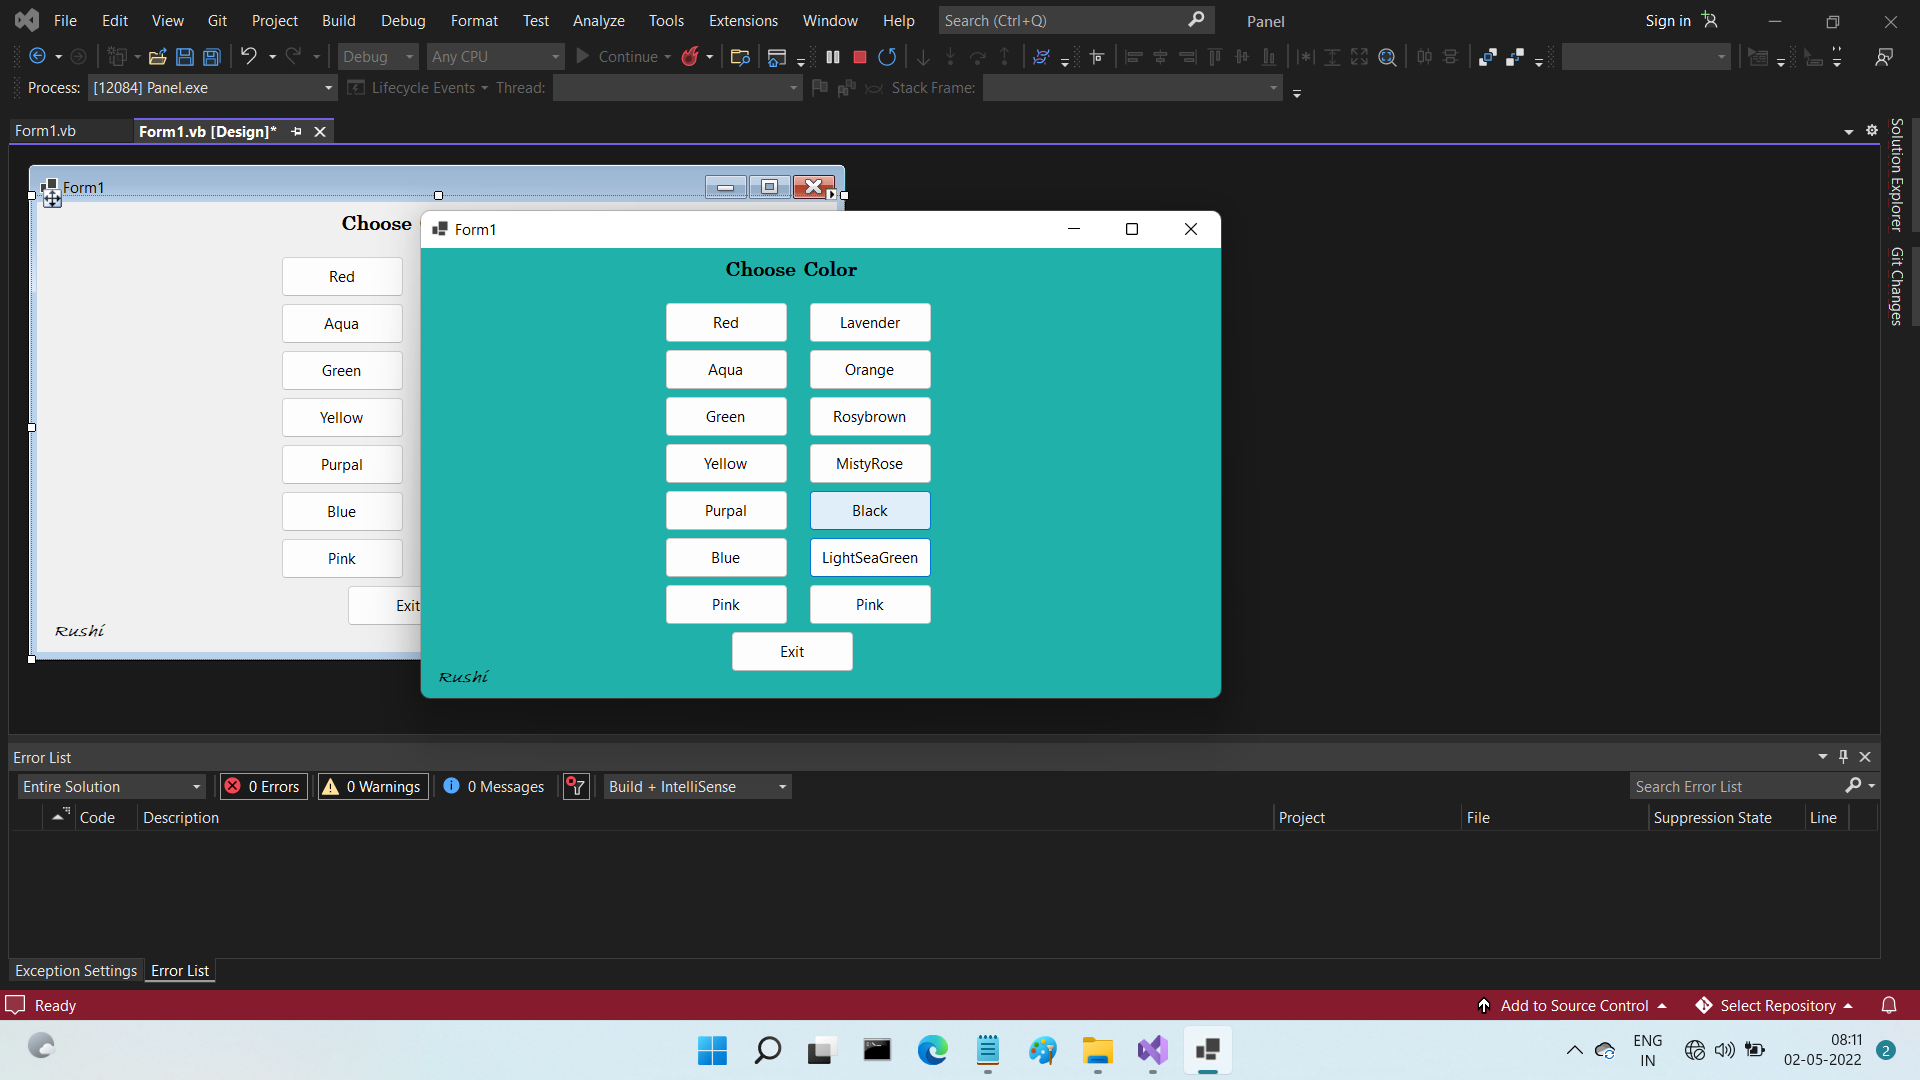 File Edit View Git Project Build Debug Format Test Analyze Tools Extensions Window Help Search (Ctrl+Q) Panel Sign in
Debug Any CPU Continue
Process: [12084] Panel.exe Lifecycle Events Thread: Stack Frame:
Form1.vb Form1.vb [Design]*
Solution Explorer
Git Changes
Form1
Choose
Red
Aqua
Green
Yellow
Purpal
Blue
Pink
Exit
Rushi
Form1
Choose Color
Red Lavender
Aqua Orange
Green Rosybrown
Yellow MistyRose
Purpal Black
Blue LightSeaGreen
Pink Pink
Exit
Rushi
Error List
Entire Solution 0 Errors 0 Warnings 0 Messages Build + IntelliSense Search Error List
Code Description Project File Suppression State Line
Exception Settings Error List
Ready Add to Source Control Select Repository
ENG
IN
08:11
02-05-2022
2